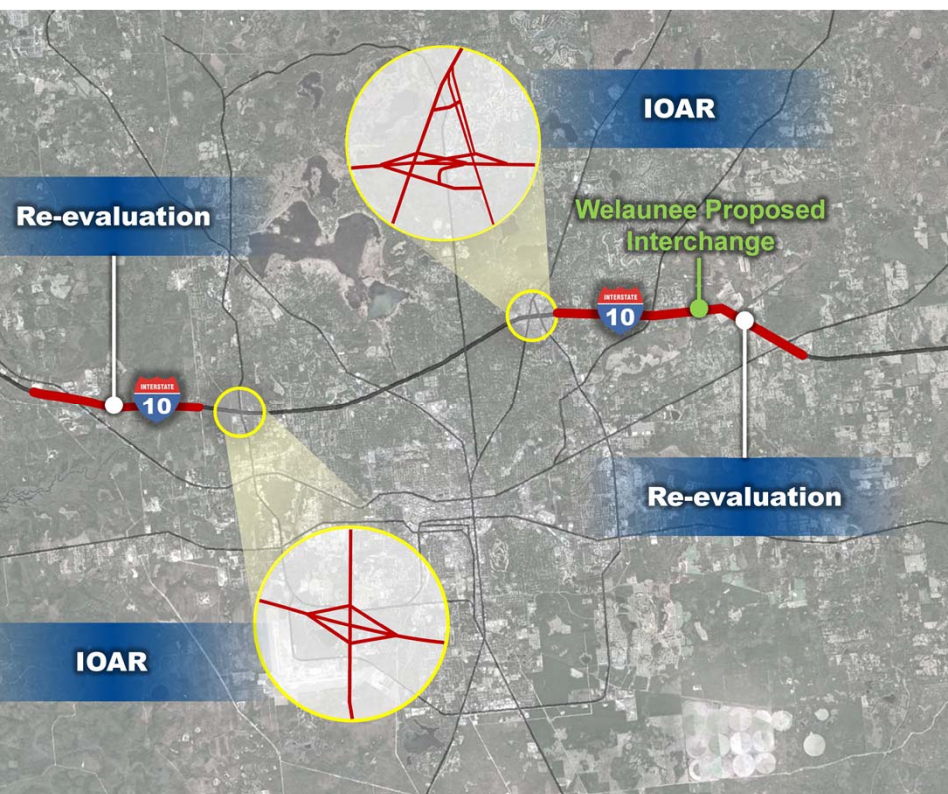 IOAR
Re-evaluation
Welaunee Proposed
Interchange
INTERSTATE
10
INTERSTATE
10
Re-evaluation
IOAR